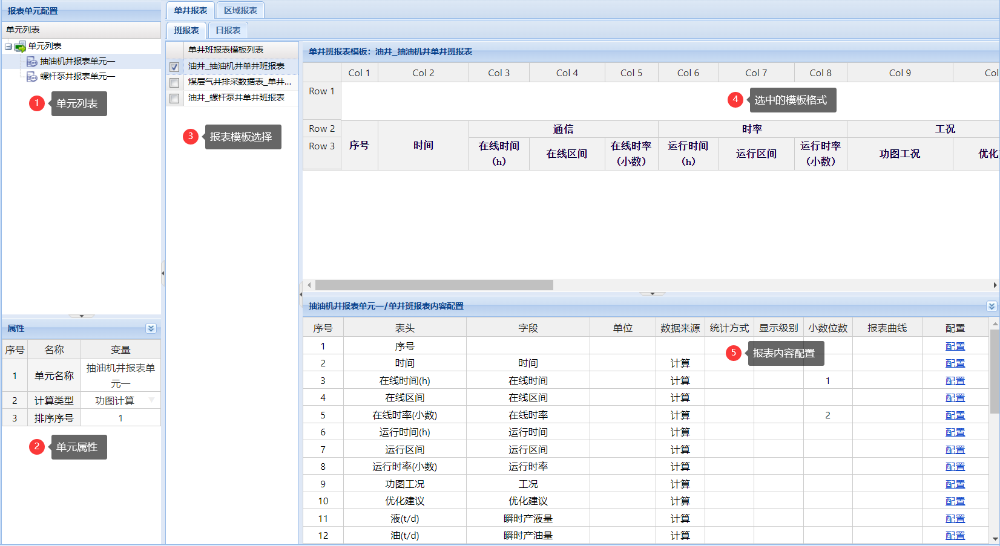 报表单元配置
单元列表
单元列表
抽油机井报表单元一
螺杆泵井报表单元一
1 单元列表
属性
序号 名称 变量
1 单元名称 抽油机井报表单元一
2 计算类型 功图计算
3 排序序号 1
2 单元属性
单井报表 区域报表
班报表 日报表
单井班报表模板列表
油井_抽油机井单井班报表
煤层气井排采数据表_单井...
油井_螺杆泵井单井班报表
3 报表模板选择
单井班报表模板：油井_抽油机井单井班报表
Col 1 Col 2 Col 3 Col 4 Col 5 Col 6 Col 7 Col 8 Col 9 Col
Row 1
4 选中的模板格式
Row 2 通信 时率 工况
Row 3 序号 时间 在线时间(h) 在线区间 在线时率(小数) 运行时间(h) 运行区间 运行时率(小数) 功图工况 优化
抽油机井报表单元一/单井班报表内容配置
序号 表头 字段 单位 数据来源 统计方式 显示级别 小数位数 报表曲线 配置
1 序号 配置
5 报表内容配置
2 时间 时间 计算 配置
3 在线时间(h) 在线时间 计算 1 配置
4 在线区间 在线区间 计算 配置
5 在线时率(小数) 在线时率 计算 2 配置
6 运行时间(h) 运行时间 计算 配置
7 运行区间 运行区间 计算 配置
8 运行时率(小数) 运行时率 计算 配置
9 功图工况 工况 计算 配置
10 优化建议 优化建议 计算 配置
11 液(t/d) 瞬时产液量 计算 配置
12 油(t/d) 瞬时产油量 计算 配置